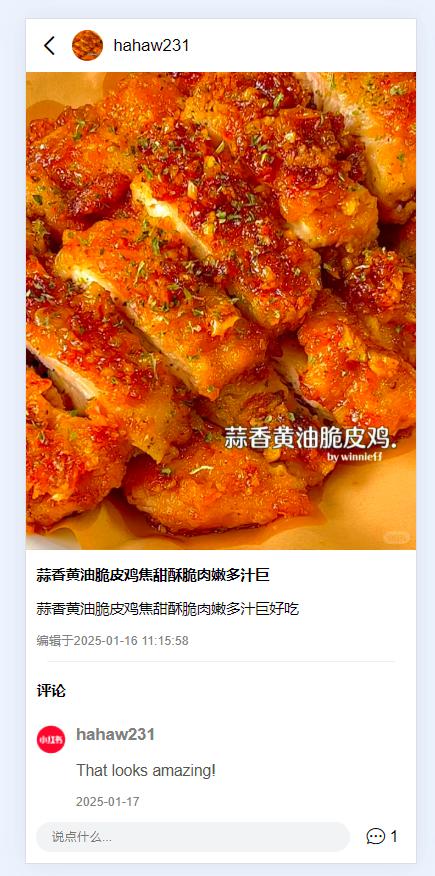 hahaw231
蒜香黄油脆皮鸡.
by winnieff
蒜香黄油脆皮鸡焦甜酥脆肉嫩多汁巨
蒜香黄油脆皮鸡焦甜酥脆肉嫩多汁巨好吃
编辑于2025-01-16 11:15:58
评论
小红书
hahaw231
That looks amazing!
2025-01-17
说点什么...
1